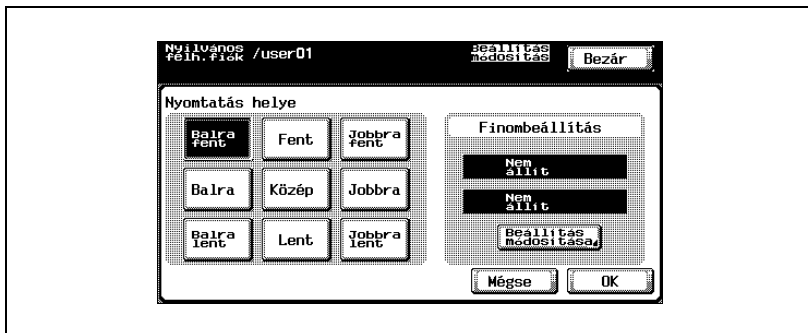 Nyilvános
félh.fiók /user01
Beállítás
módosítás
Bezár
Nyomtatás helye
Balra
fent
Fent
Jobbra
fent
Balra
Közép
Jobbra
Balra
lent
Lent
Jobbra
lent
Finombeállítás
Nem
állít
Nem
állít
Beállítás
módosítása
Mégse
OK